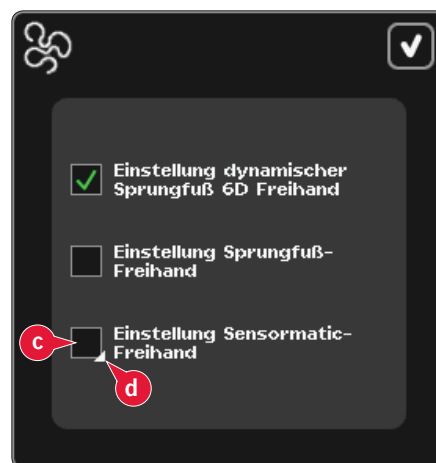 Einstellung dynamischer
Sprungfuß 6D Freihand
Einstellung Sprungfuß-
Freihand
Einstellung Sensormatic-
Freihand
c
d